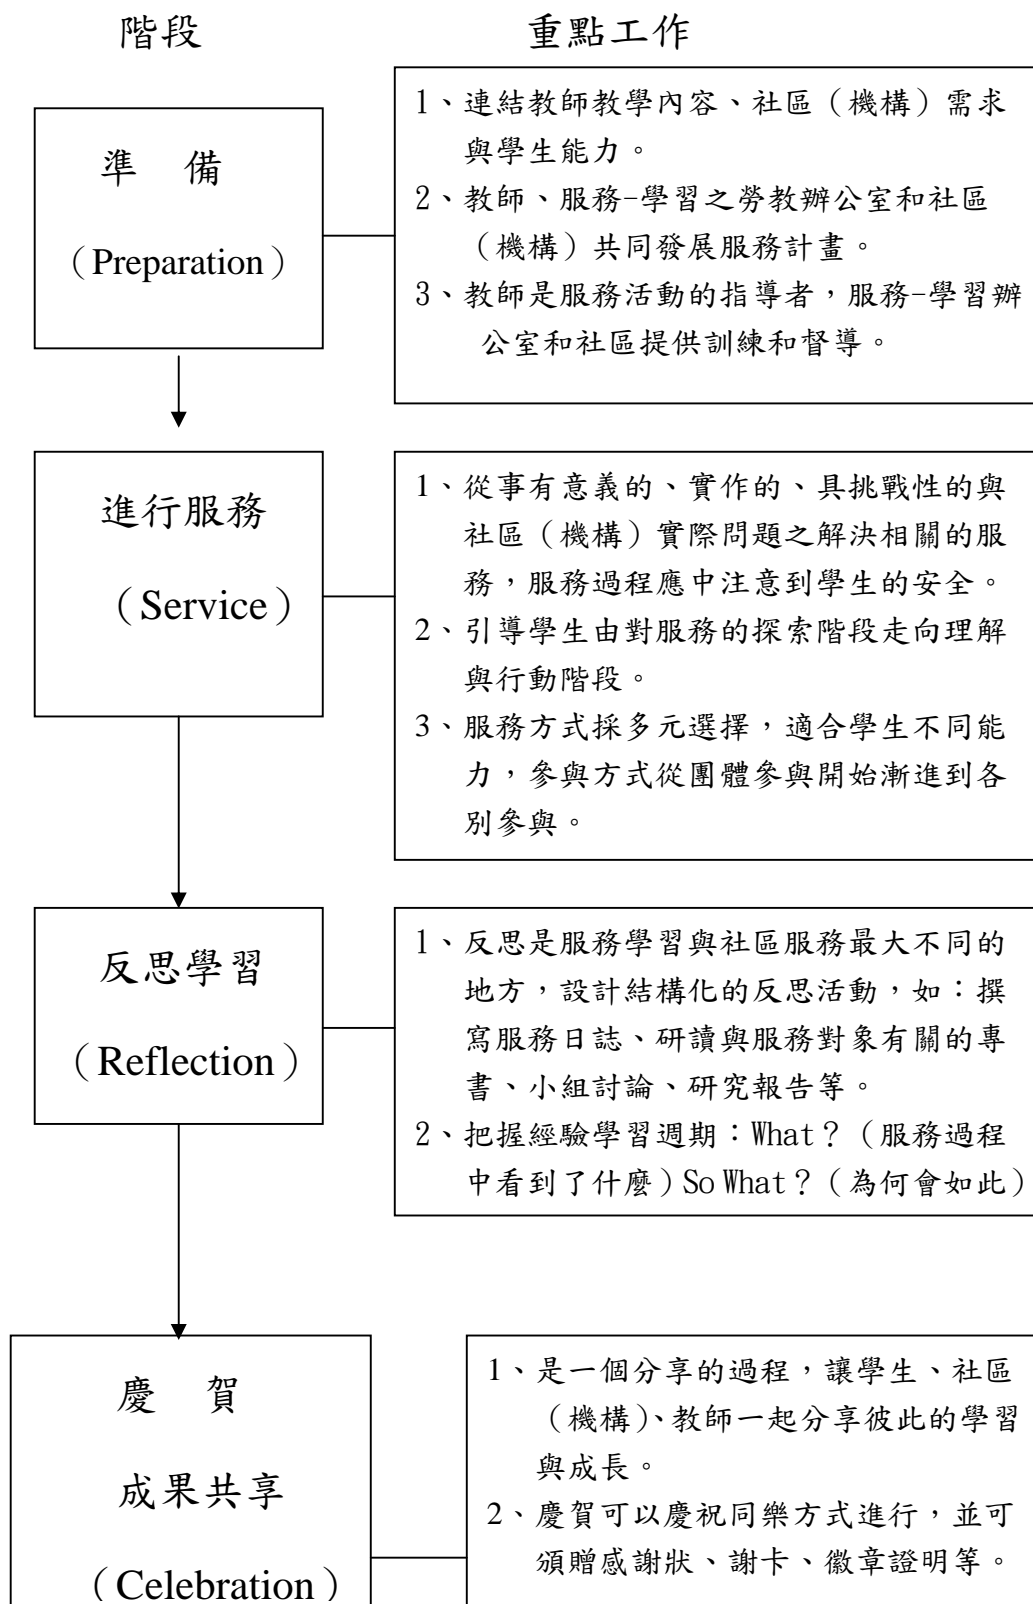 階段 重點工作
準 備
（Preparation）
1、連結教師教學內容、社區（機構）需求
與學生能力。
2、教師、服務-學習之勞教辦公室和社區
（機構）共同發展服務計畫。
3、教師是服務活動的指導者，服務-學習辦
公室和社區提供訓練和督導。
進行服務
（Service）
1、從事有意義的、實作的、具挑戰性的與
社區（機構）實際問題之解決相關的服
務，服務過程應中注意到學生的安全。
2、引導學生由對服務的探索階段走向理解
與行動階段。
3、服務方式採多元選擇，適合學生不同能
力，參與方式從團體參與開始漸進到各
別參與。
反思學習
（Reflection）
1、反思是服務學習與社區服務最大不同的
地方，設計結構化的反思活動，如：撰
寫服務日誌、研讀與服務對象有關的專
書、小組討論、研究報告等。
2、把握經驗學習週期：What？（服務過程
中看到了什麼）So What？（為何會如此）
慶 賀
成果共享
（Celebration）
1、是一個分享的過程，讓學生、社區
（機構）、教師一起分享彼此的學習
與成長。
2、慶賀可以慶祝同樂方式進行，並可
頒贈感謝狀、謝卡、徽章證明等。